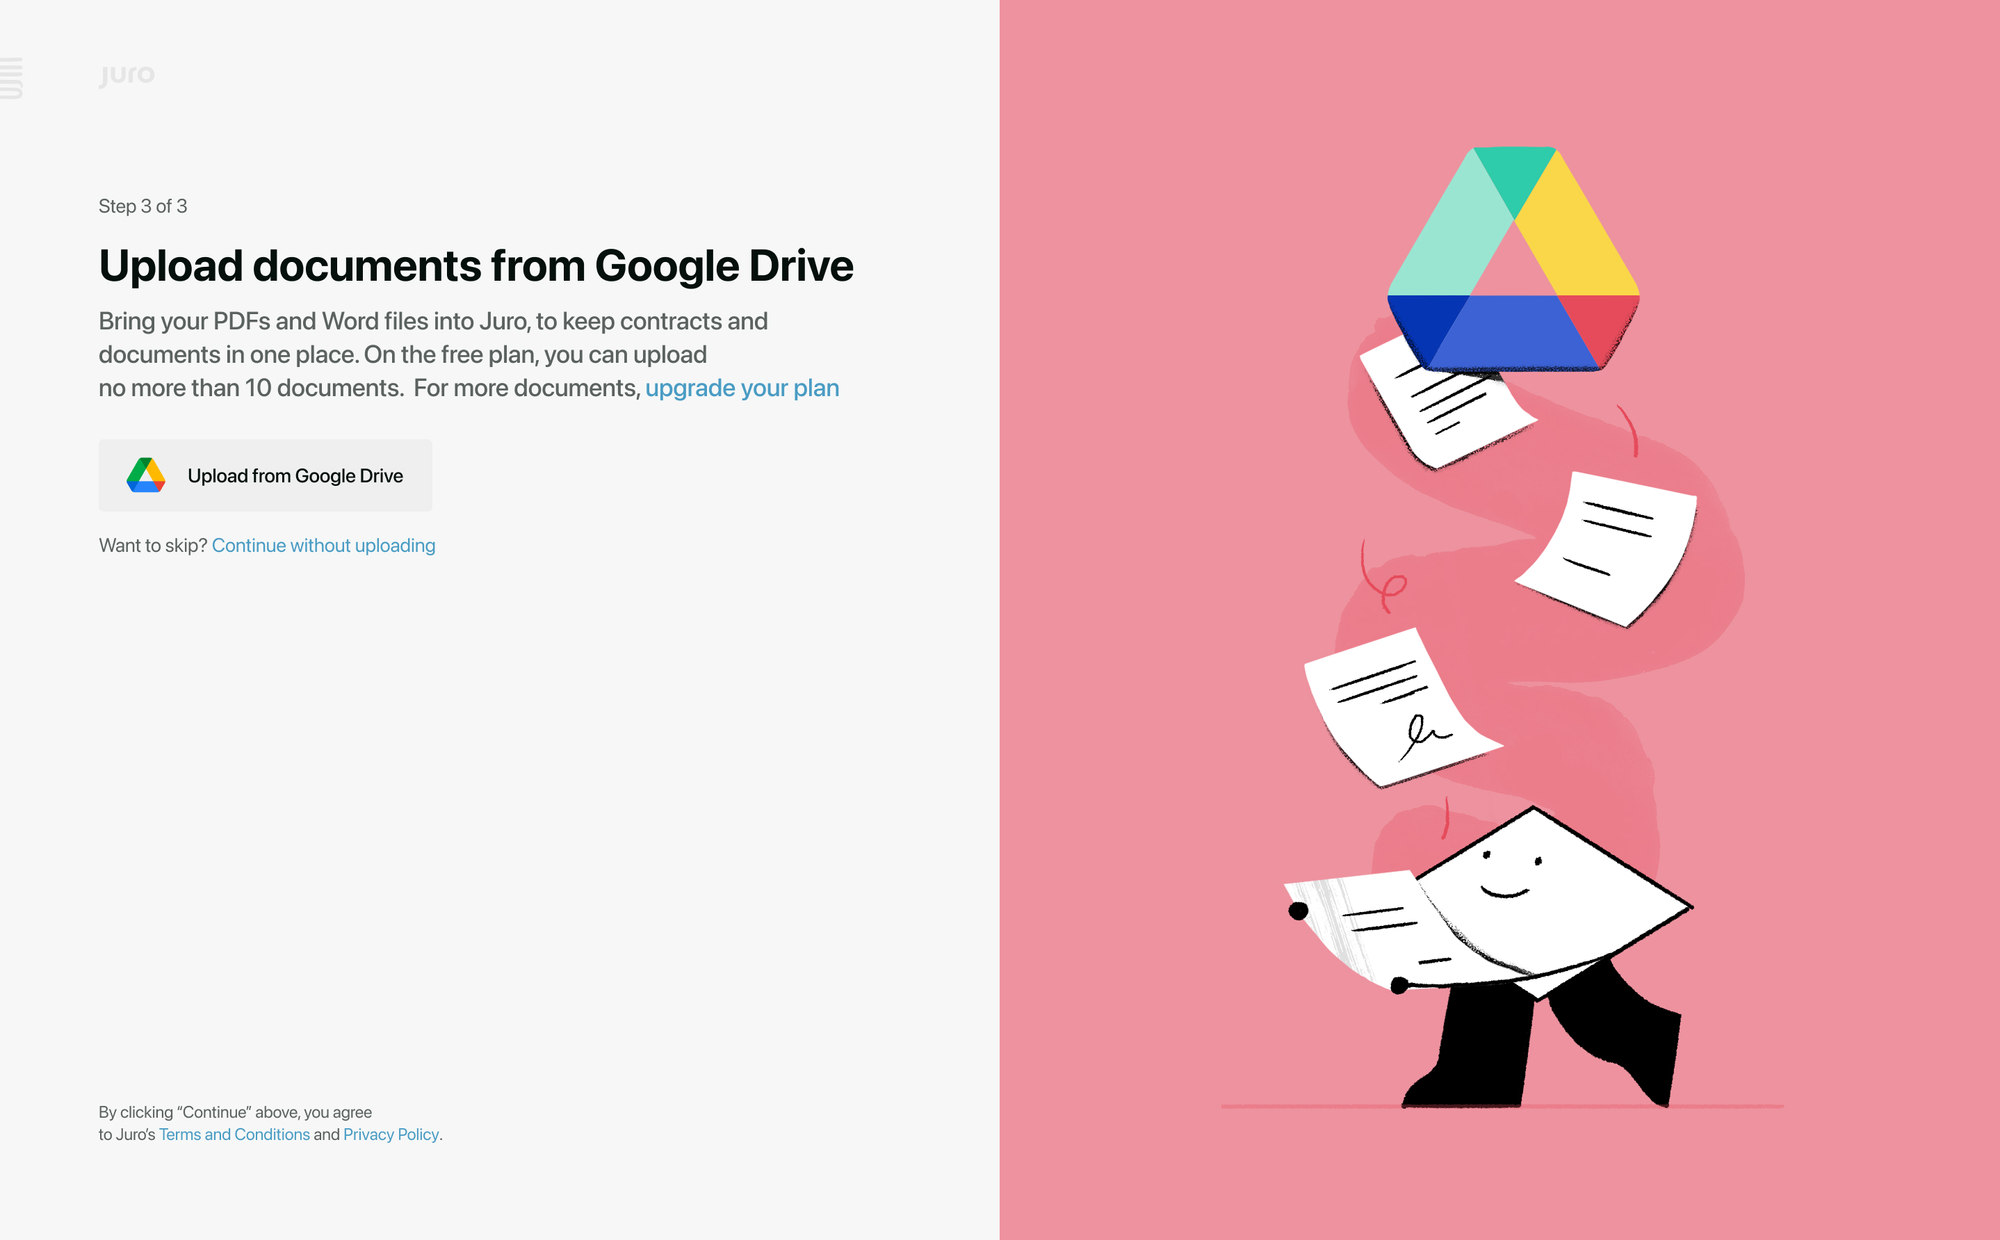 Juro
Step 3 of 3
Upload documents from Google Drive
Bring your PDFs and Word files into Juro, to keep contracts and
documents in one place. On the free plan, you can upload
no more than 10 documents.  For more documents, upgrade your plan
Upload from Google Drive
Want to skip? Continue without uploading
By clicking “Continue” above, you agree
to Juro’s Terms and Conditions and Privacy Policy.